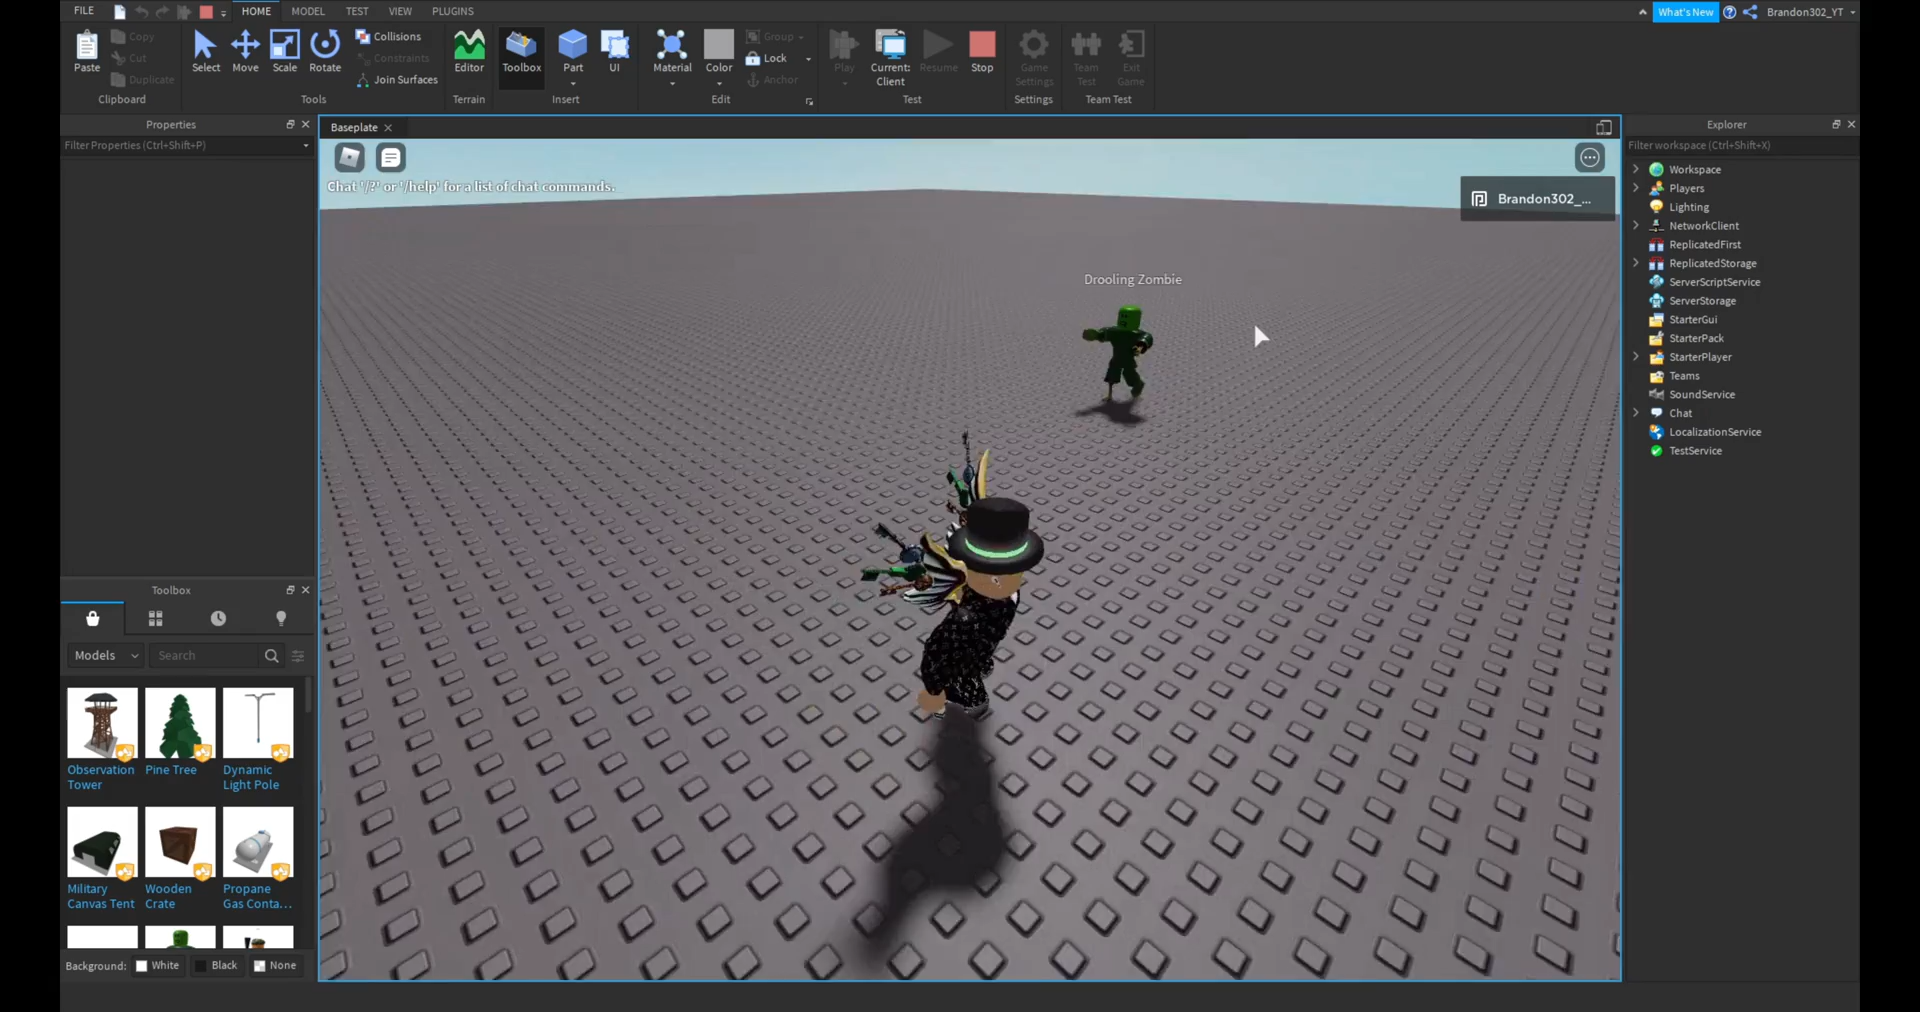 FILE HOME MODEL TEST VIEW PLUGINS What's New Brandon302_YT
Paste
Copy
Cut
Duplicate
Clipboard
Select
Move
Scale
Rotate
Collisions
Constraints
Join Surfaces
Tools
Editor
Terrain
Toolbox
Part
UI
Insert
Material
Color
Group
Lock
Anchor
Edit
Play
Current:
Client
Resume
Stop
Test
Game
Settings
Settings
Team
Test
Exit
Game
Team Test
Properties
Filter Properties (Ctrl+Shift+P)
Toolbox
Models
Search
Observation
Tower
Pine Tree
Dynamic
Light Pole
Military
Canvas Tent
Wooden
Crate
Propane
Gas Conta...
Background: White Black None
Baseplate
Chat '/?' or '/help' for a list of chat commands.
Brandon302_...
Drooling Zombie
Explorer
Filter workspace (Ctrl+Shift+X)
Workspace
Players
Lighting
NetworkClient
ReplicatedFirst
ReplicatedStorage
ServerScriptService
ServerStorage
StarterGui
StarterPack
StarterPlayer
Teams
SoundService
Chat
LocalizationService
TestService